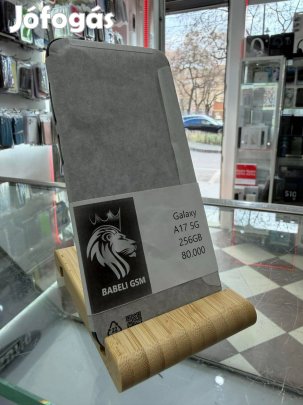 Jófogás
Galaxy
A17 5G
256GB
80.000
BABELI GSM